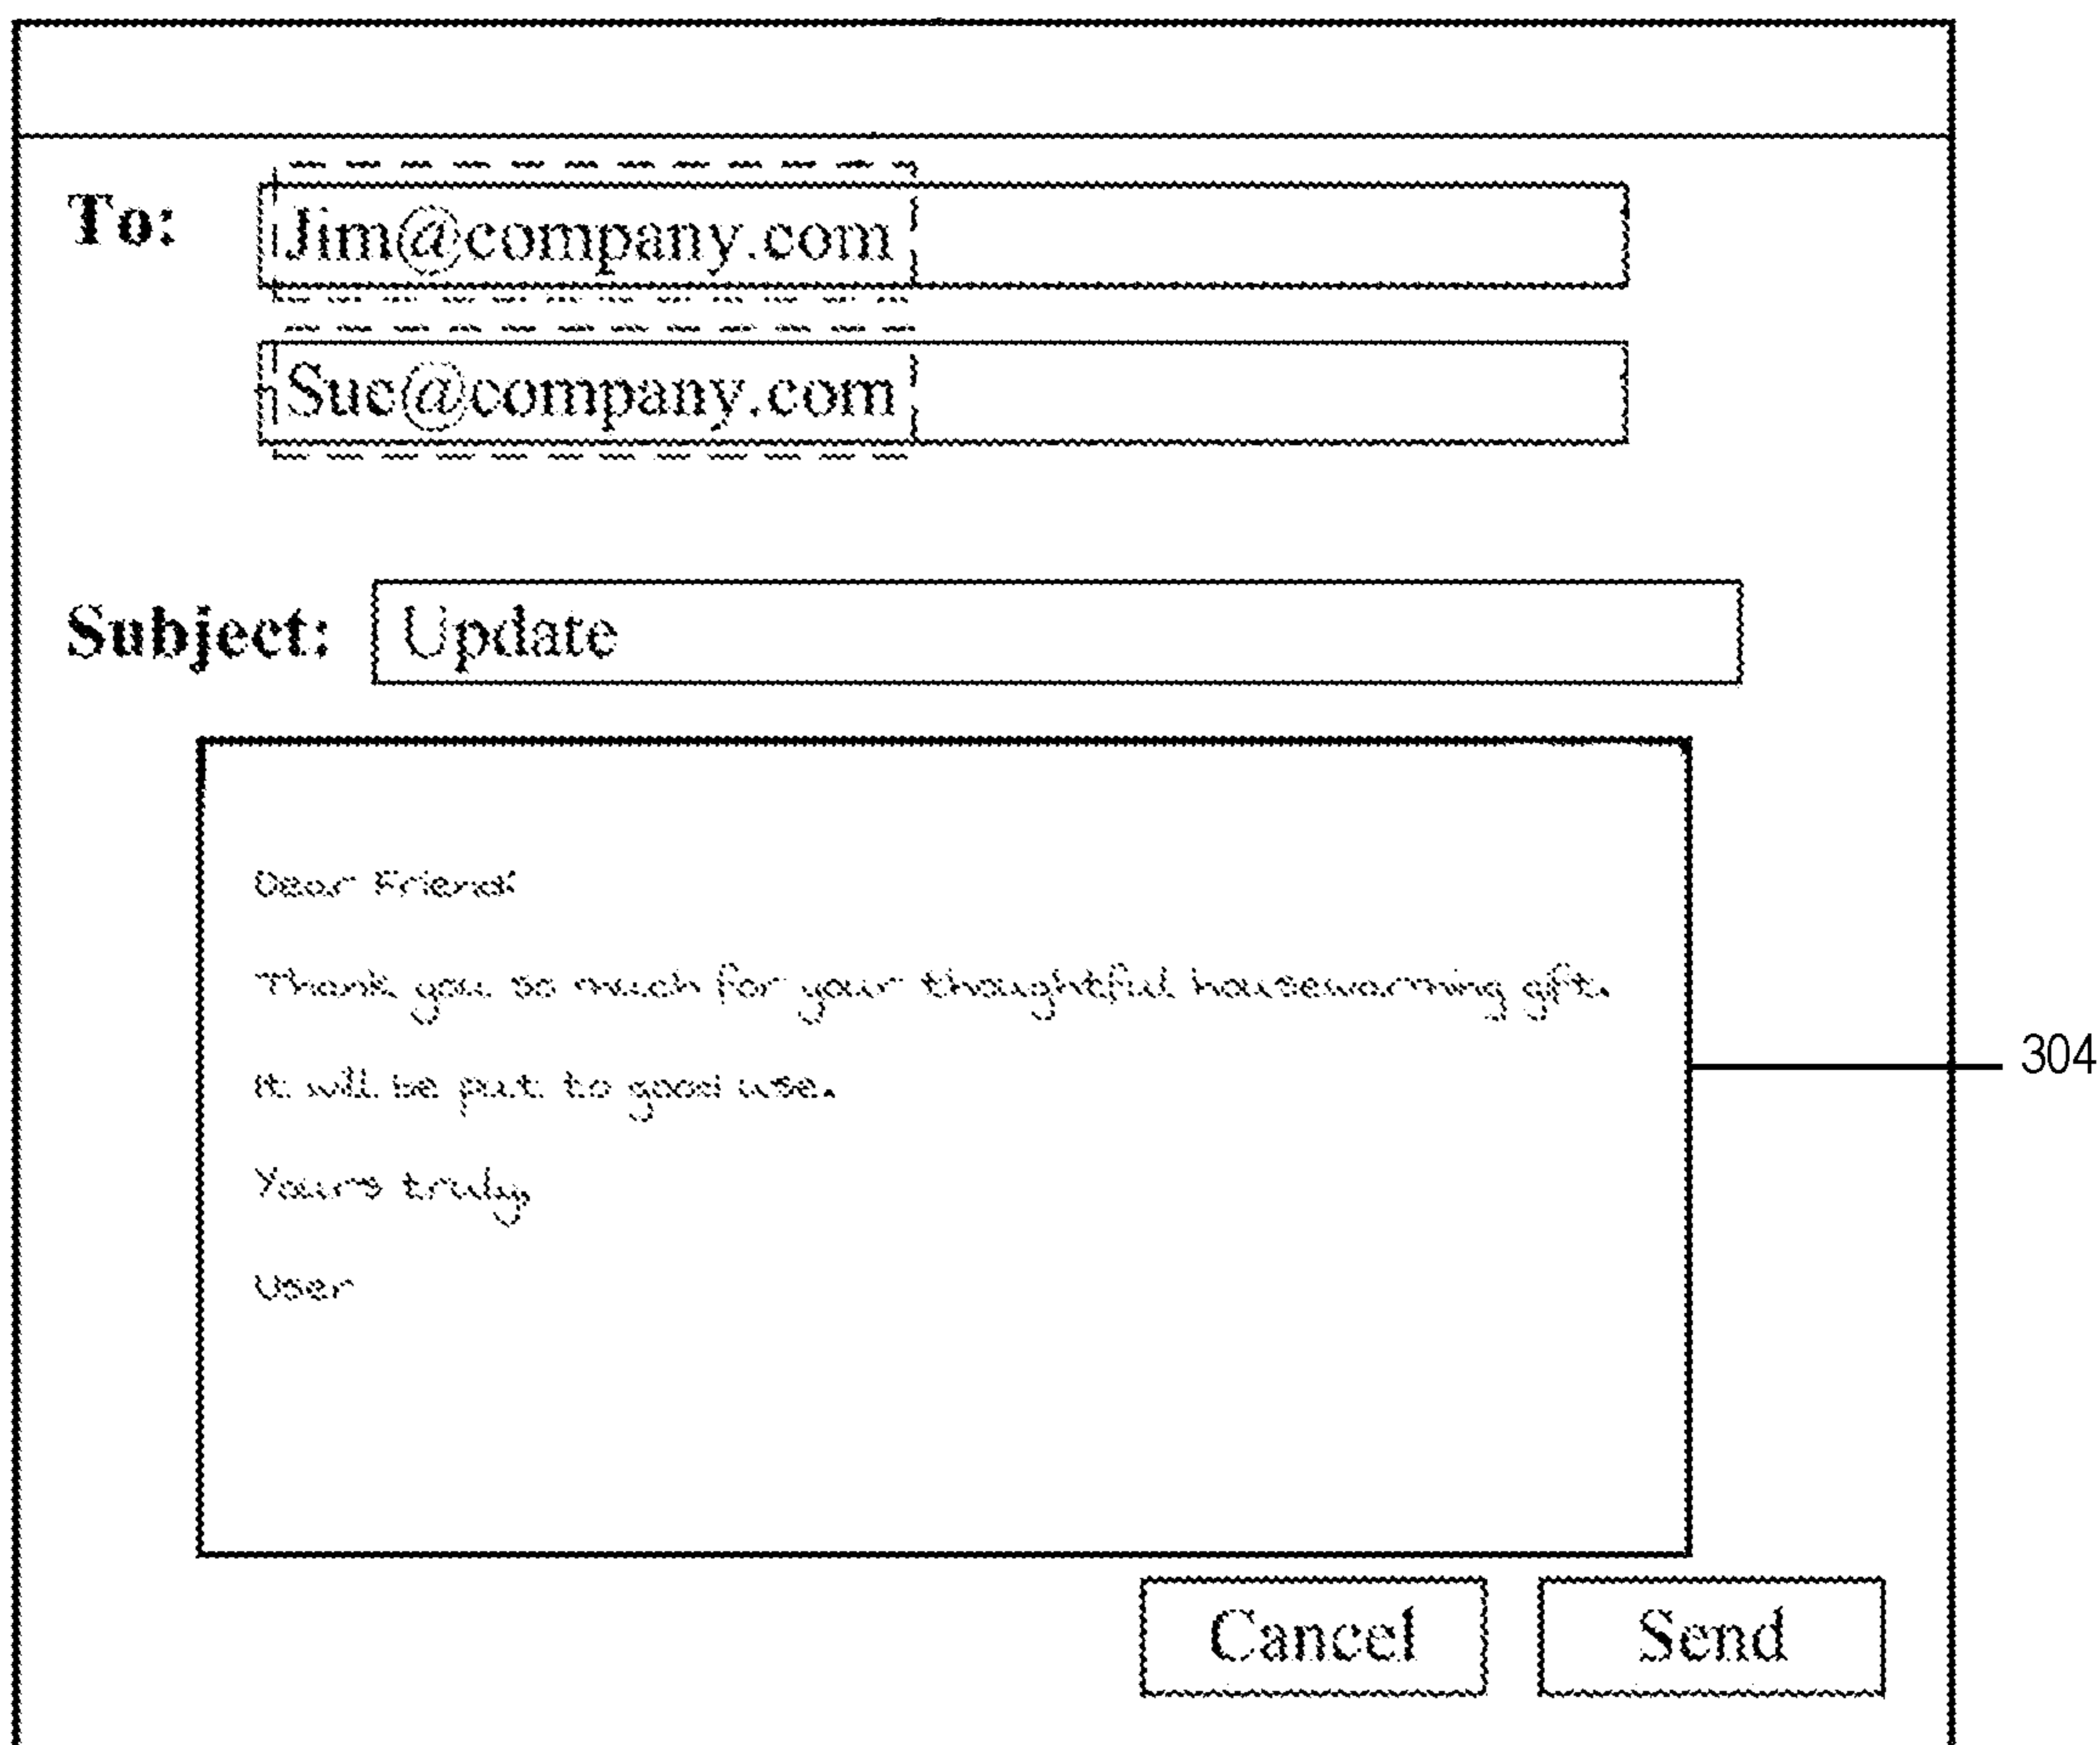 To: Jim@company.com
Sue@company.com
Subject: Update
Dear Friend
Thank you so much for your thoughtful housewarming gift.
It will be put to good use.
304
Yours truly,
User
Cancel Send